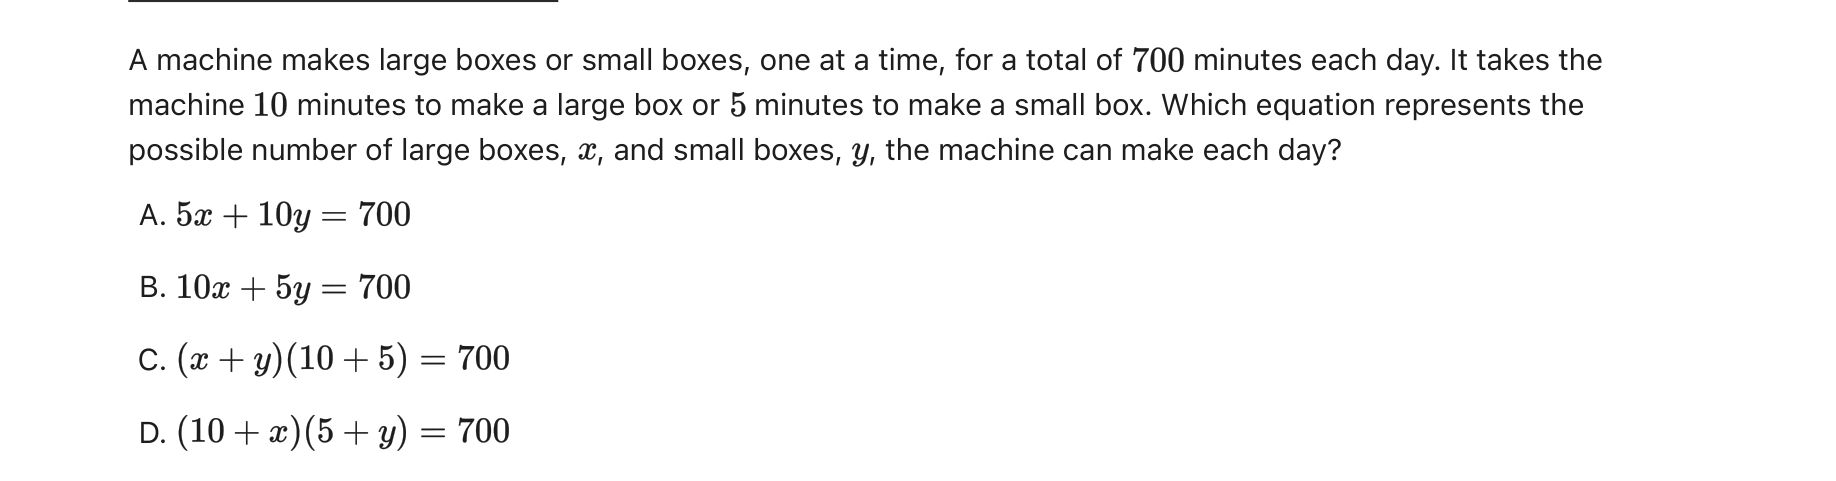 A machine makes large boxes or small boxes, one at a time, for a total of 700 minutes each day. It takes the
machine 10 minutes to make a large box or 5 minutes to make a small box. Which equation represents the
possible number of large boxes, x, and small boxes, y, the machine can make each day?
A. 5x + 10y = 700
B. 10x + 5y = 700
C. (x + y)(10 + 5) = 700
D. (10 + x)(5 + y) = 700